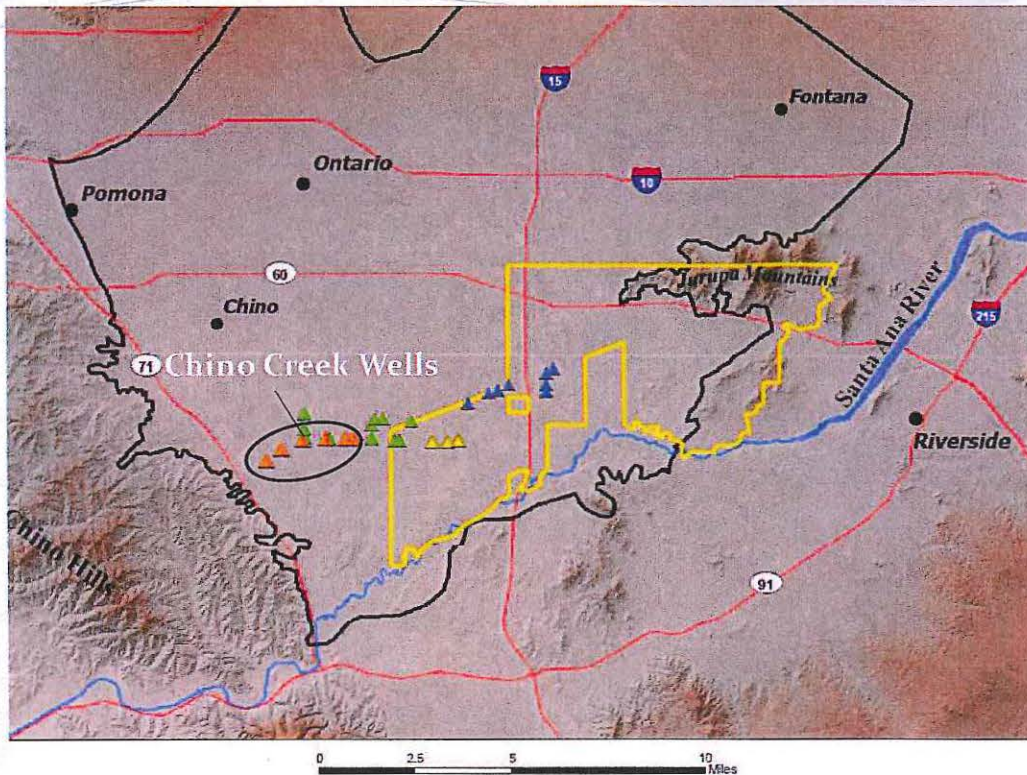 15
Fontana
Ontario
10
Pomona
60
Jurupa Mountains
Chino
Santa Ana River
215
71
Chino Creek Wells
Riverside
Chino Hills
91
0 2.5 5 10
Miles